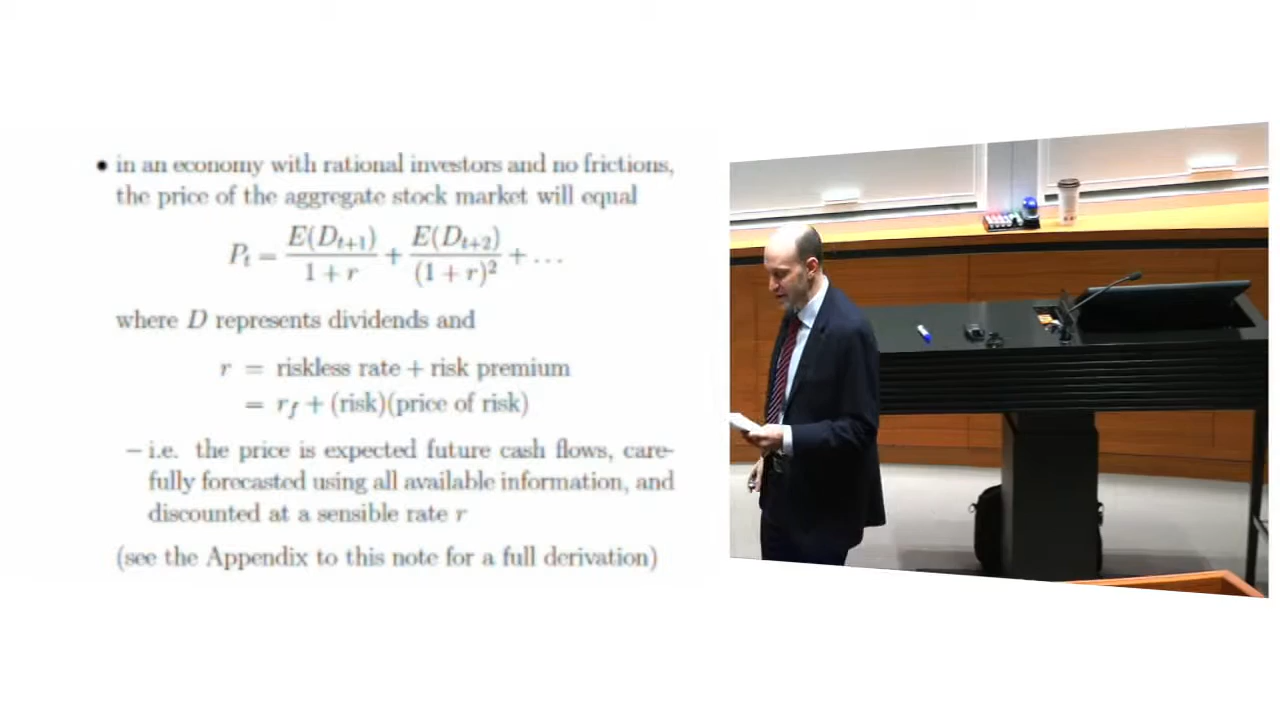 • in an economy with rational investors and no frictions,
the price of the aggregate stock market will equal
P_t = E(D_{t+1})/(1 + r) + E(D_{t+2})/(1 + r)^2 + ...
where D represents dividends and
r = riskless rate + risk premium
= r_f + (risk)(price of risk)
– i.e. the price is expected future cash flows, care-
fully forecasted using all available information, and
discounted at a sensible rate r
(see the Appendix to this note for a full derivation)